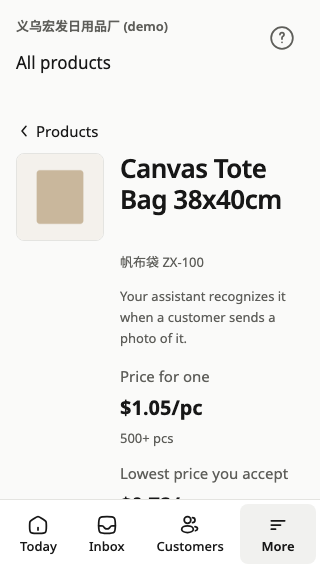 义乌宏发日用品厂 (demo)
All products
Products
Canvas Tote
Bag 38x40cm
帆布袋 ZX-100
Your assistant recognizes it
when a customer sends a
photo of it.
Price for one
$1.05/pc
500+ pcs
Lowest price you accept
Today
Inbox
Customers
More